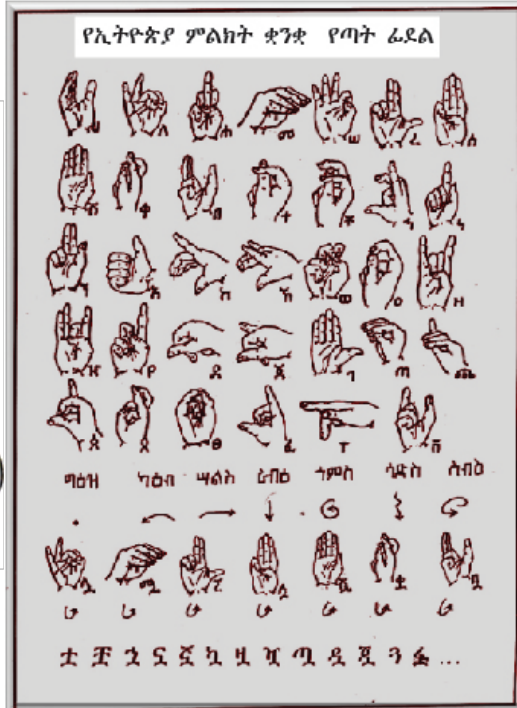 የኢትዮጵያ ምልክት ቋንቋ የጣት ፊደል
ሀ ለ ሐ መ ሠ ረ ሰ
ሸ ቀ በ ተ ቸ ኀ ነ
ኘ አ ከ ኸ ወ ዐ ዘ
ዠ የ ደ ጀ ገ ጠ ጨ
ጰ ጸ ፀ ፈ ፐ ቨ
ግዕዝ ካዕብ ሣልስ ራብዕ ኀምስ ሳድስ ሳብዕ
ሏ ሟ ሯ ሷ ሿ ቋ ቧ
ቷ ቿ ኋ ኗ ኟ ኳ ዟ ዧ ጧ ዷ ጇ ጓ ፏ ...